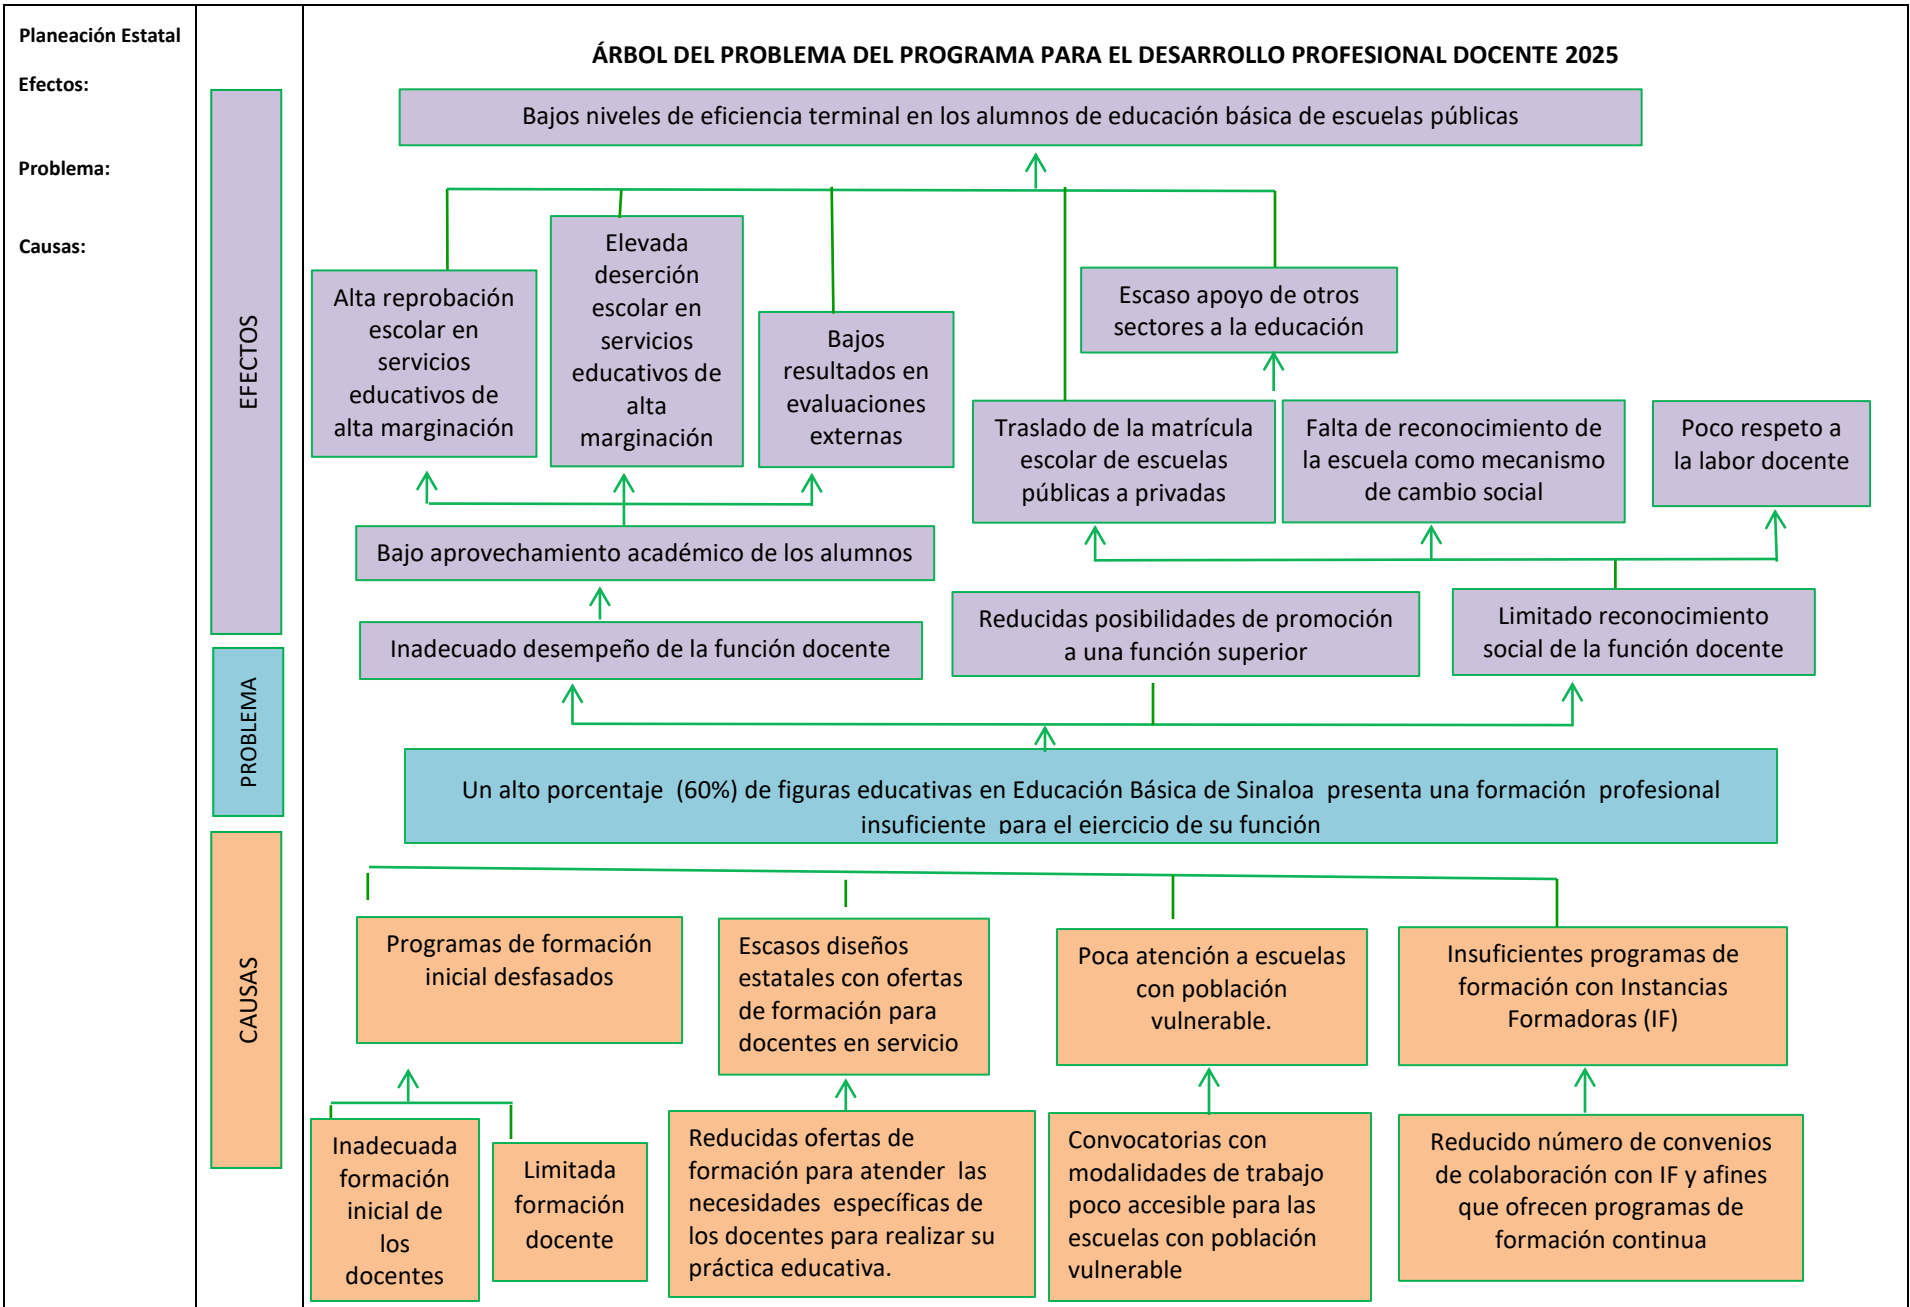 Planeación Estatal
Efectos:
Problema:
Causas:
ÁRBOL DEL PROBLEMA DEL PROGRAMA PARA EL DESARROLLO PROFESIONAL DOCENTE 2025
EFECTOS
Bajos niveles de eficiencia terminal en los alumnos de educación básica de escuelas públicas
Alta reprobación
escolar en
servicios
educativos de
alta marginación
Elevada
deserción
escolar en
servicios
educativos de
alta
marginación
Bajos
resultados en
evaluaciones
externas
Escaso apoyo de otros
sectores a la educación
Traslado de la matrícula
escolar de escuelas
públicas a privadas
Falta de reconocimiento de
la escuela como mecanismo
de cambio social
Poco respeto a
la labor docente
Bajo aprovechamiento académico de los alumnos
Inadecuado desempeño de la función docente
Reducidas posibilidades de promoción
a una función superior
Limitado reconocimiento
social de la función docente
PROBLEMA
Un alto porcentaje (60%) de figuras educativas en Educación Básica de Sinaloa presenta una formación profesional
insuficiente para el ejercicio de su función
CAUSAS
Programas de formación
inicial desfasados
Escasos diseños
estatales con ofertas
de formación para
docentes en servicio
Poca atención a escuelas
con población
vulnerable.
Insuficientes programas de
formación con Instancias
Formadoras (IF)
Inadecuada
formación
inicial de
los
docentes
Limitada
formación
docente
Reducidas ofertas de
formación para atender las
necesidades específicas de
los docentes para realizar su
práctica educativa.
Convocatorias con
modalidades de trabajo
poco accesible para las
escuelas con población
vulnerable
Reducido número de convenios
de colaboración con IF y afines
que ofrecen programas de
formación continua